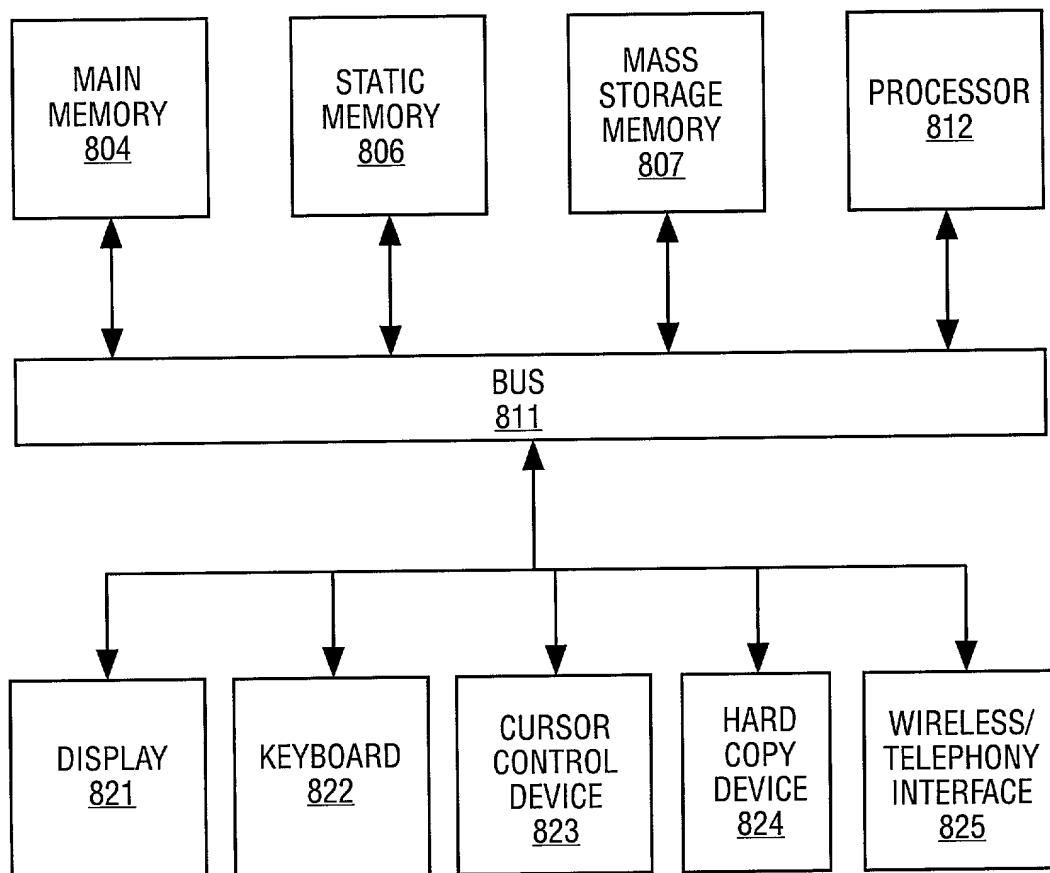 MAIN
MEMORY
804
STATIC
MEMORY
806
MASS
STORAGE
MEMORY
807
PROCESSOR
812
BUS
811
DISPLAY
821
KEYBOARD
822
CURSOR
CONTROL
DEVICE
823
HARD
COPY
DEVICE
824
WIRELESS/
TELEPHONY
INTERFACE
825